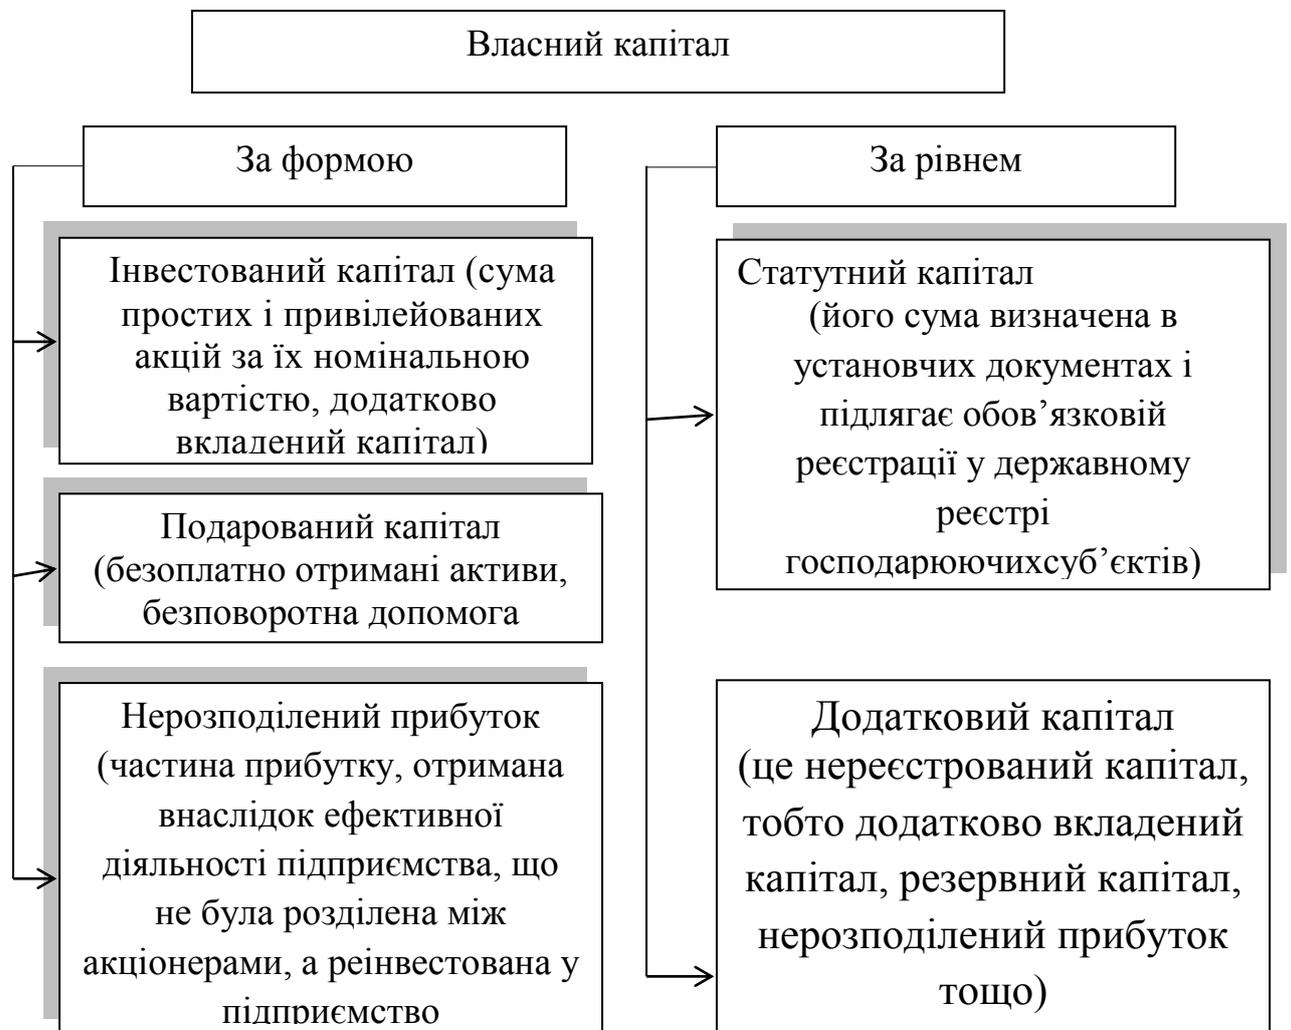 Власний капітал
За формою
Інвестований капітал (сума
простих і привілейованих
акцій за їх номінальною
вартістю, додатково
вкладений капітал)
Подарований капітал
(безоплатно отримані активи,
безповоротна допомога
Нерозподілений прибуток
(частина прибутку, отримана
внаслідок ефективної
діяльності підприємства, що
не була розділена між
акціонерами, а реінвестована у
підприємство
За рівнем
Статутний капітал
(його сума визначена в
установчих документах і
підлягає обов’язковій
реєстрації у державному
реєстрі
господарюючихсуб’єктів)
Додатковий капітал
(це нереєстрований капітал,
тобто додатково вкладений
капітал, резервний капітал,
нерозподілений прибуток
тощо)